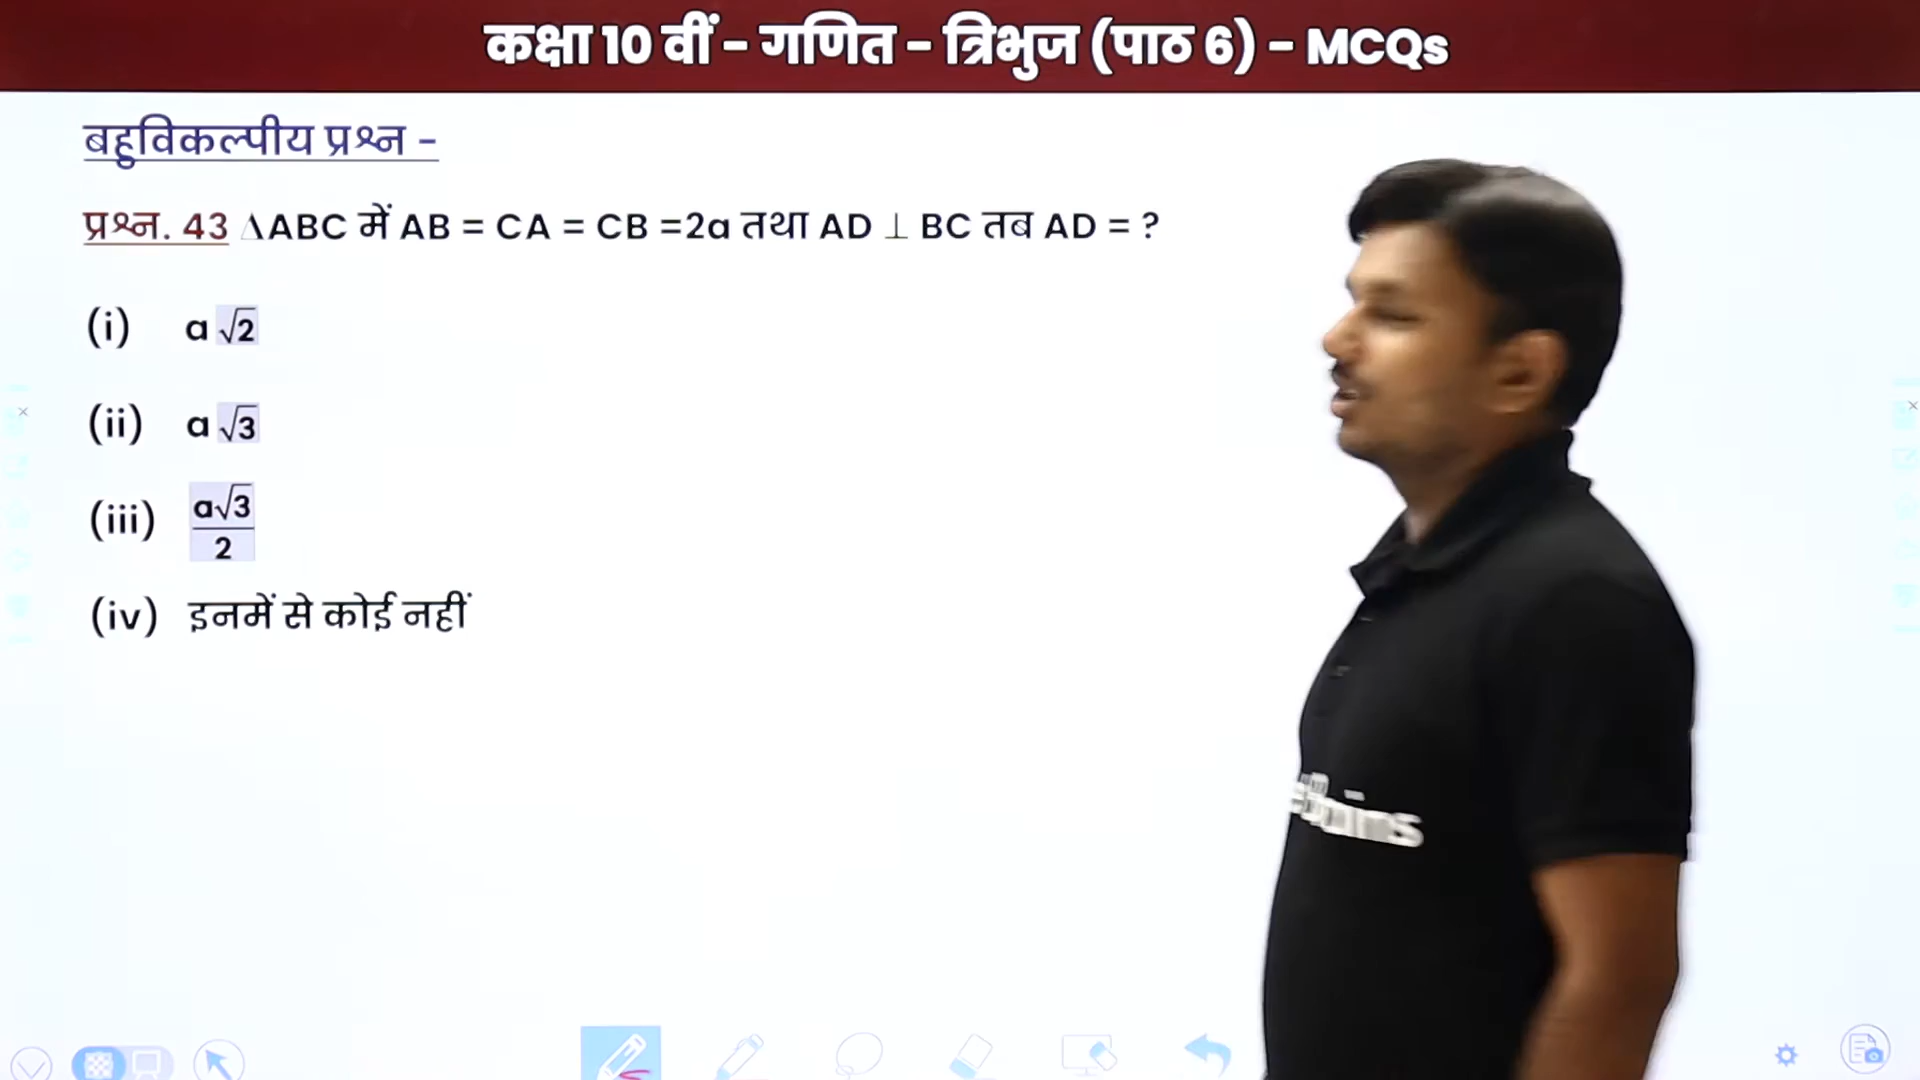 कक्षा 10 वीं - गणित - त्रिभुज (पाठ 6) - MCQs
बहुविकल्पीय प्रश्न -
प्रश्न. 43 ΔABC में AB = CA = CB =2a तथा AD ⊥ BC तब AD = ?
(i) a √2
(ii) a √3
(iii) a√3/2
(iv) इनमें से कोई नहीं